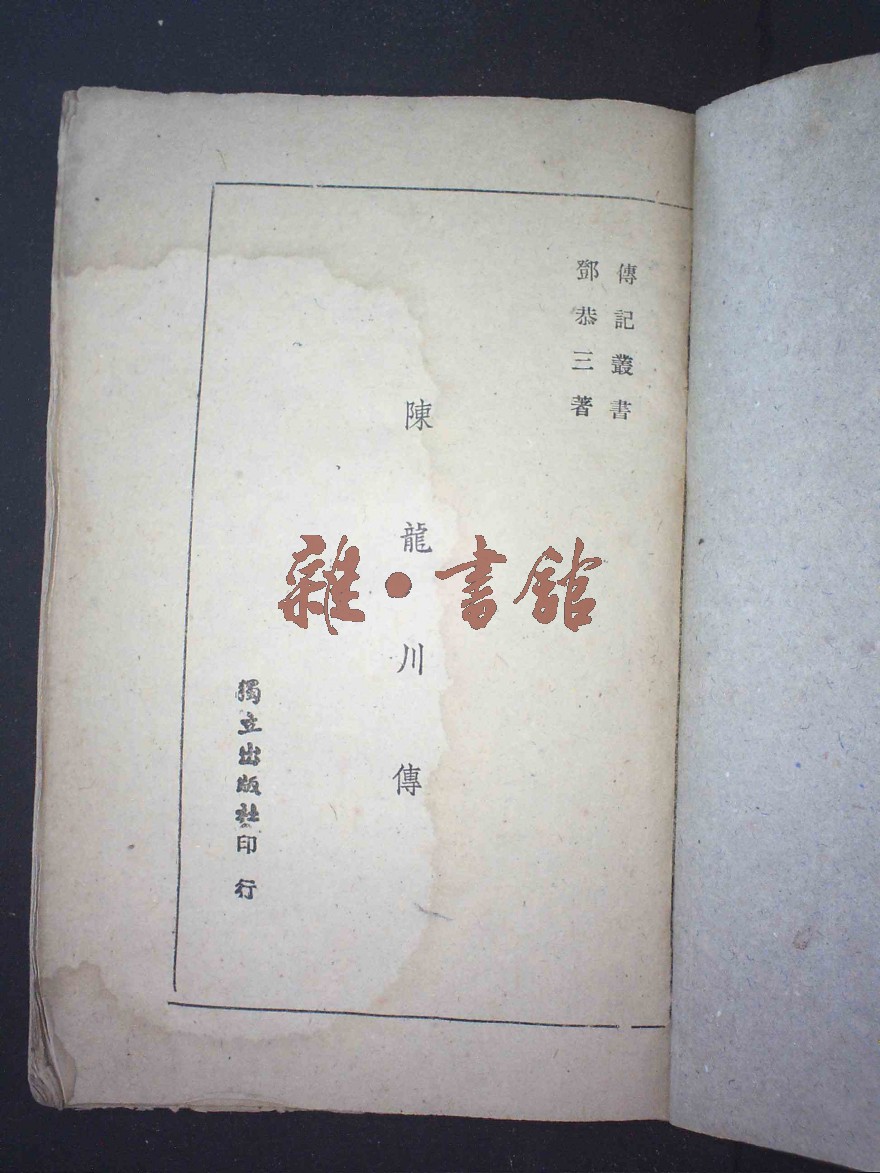 傳記叢書
鄧恭三著
陳龍川傳
獨立出版社印行
雜·書館